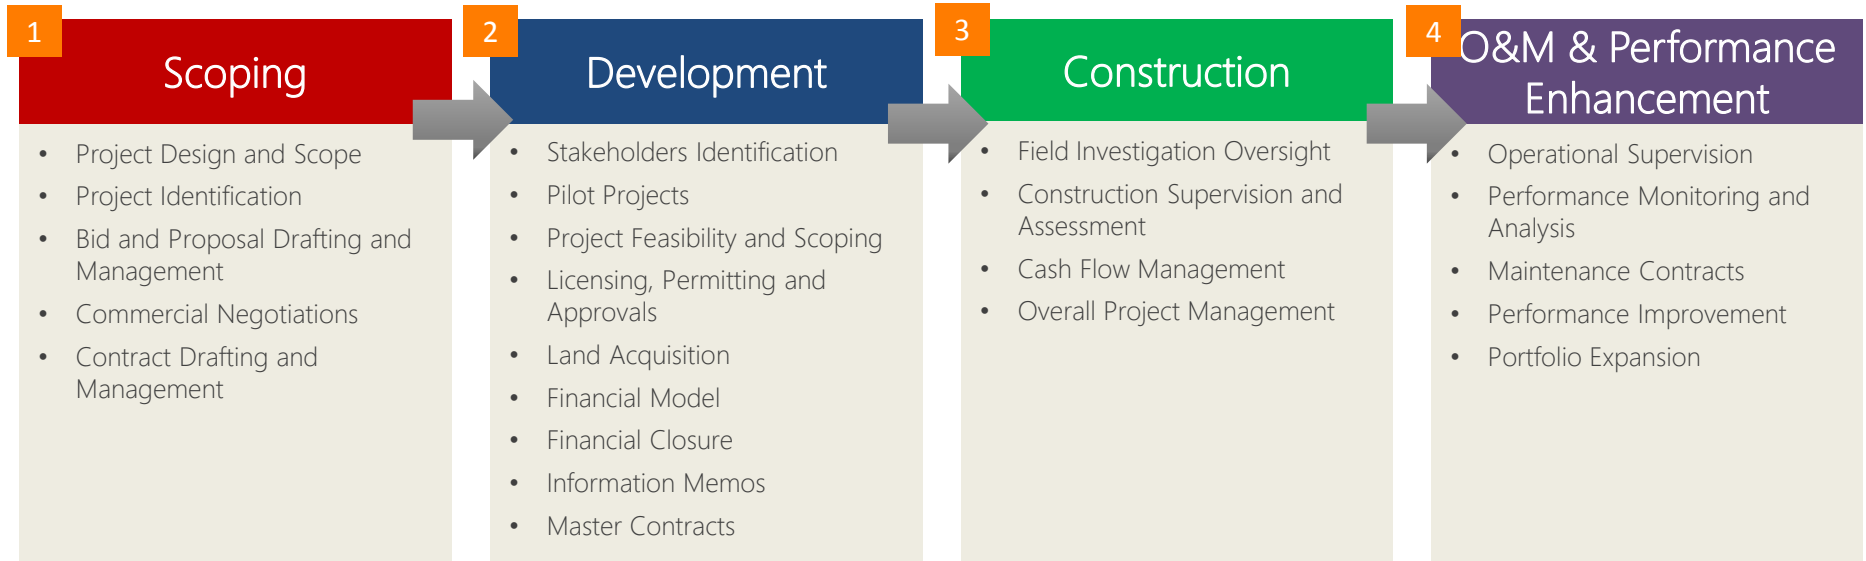 1
Scoping
• Project Design and Scope
• Project Identification
• Bid and Proposal Drafting and
Management
• Commercial Negotiations
• Contract Drafting and
Management
2
Development
• Stakeholders Identification
• Pilot Projects
• Project Feasibility and Scoping
• Licensing, Permitting and
Approvals
• Land Acquisition
• Financial Model
• Financial Closure
• Information Memos
• Master Contracts
3
Construction
• Field Investigation Oversight
• Construction Supervision and
Assessment
• Cash Flow Management
• Overall Project Management
4
O&M & Performance
Enhancement
• Operational Supervision
• Performance Monitoring and
Analysis
• Maintenance Contracts
• Performance Improvement
• Portfolio Expansion